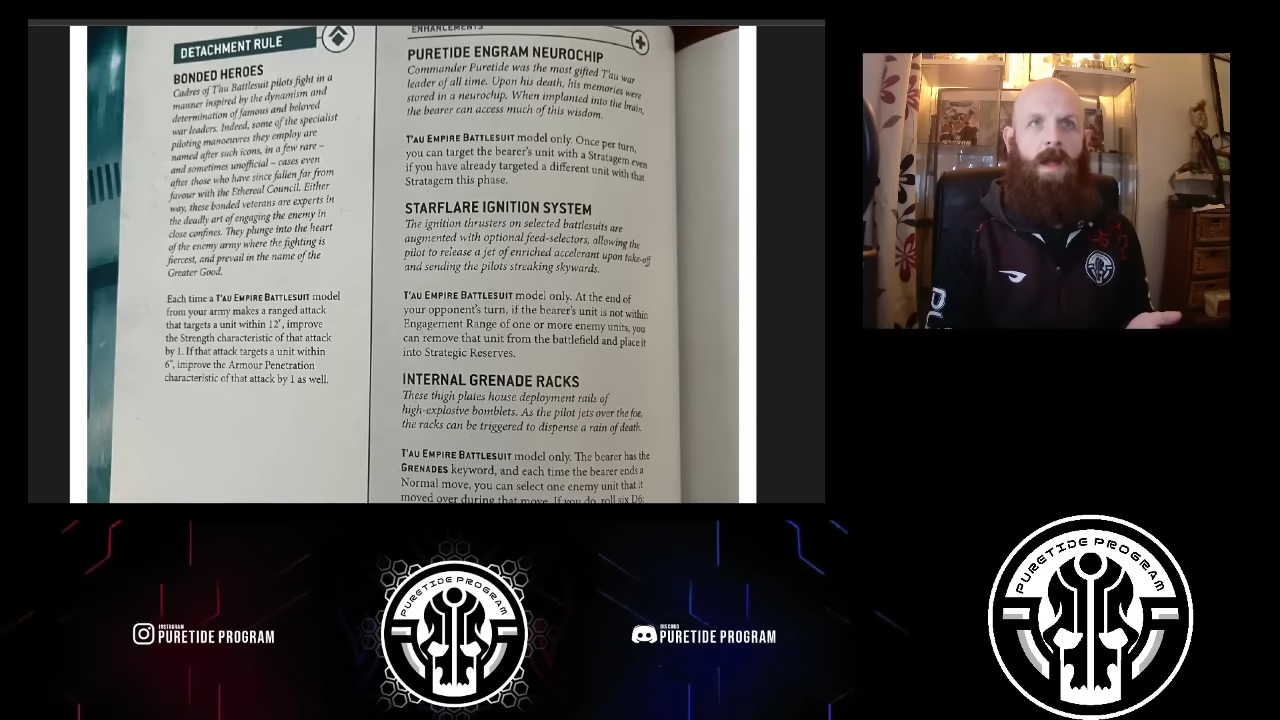 DETACHMENT RULE
BONDED HEROES
Cadres of T'au Battlesuit pilots fight in a
manner inspired by the dynamism and
determination of famous and beloved
war leaders. Indeed, some of the specialist
piloting manoeuvres they employ are
named after such icons, in a few rare –
and sometimes unofficial – cases even
after those who have since fallen far from
favour with the Ethereal Council. Either
way, these bonded veterans are experts in
the deadly art of engaging the enemy in
close confines. They plunge into the heart
of the enemy army where the fighting is
fiercest, and prevail in the name of the
Greater Good.
Each time a T'AU EMPIRE BATTLESUIT model
from your army makes a ranged attack
that targets a unit within 12", improve
the Strength characteristic of that attack
by 1. If that attack targets a unit within
6", improve the Armour Penetration
characteristic of that attack by 1 as well.
ENHANCEMENTS
PURETIDE ENGRAM NEUROCHIP
Commander Puretide was the most gifted T'au war
leader of all time. Upon his death, his memories were
stored in a neurochip. When implanted into the brain,
the bearer can access much of this wisdom.
T'AU EMPIRE BATTLESUIT model only. Once per turn,
you can target the bearer's unit with a Stratagem even
if you have already targeted a different unit with that
Stratagem this phase.
STARFLARE IGNITION SYSTEM
The ignition thrusters on selected battlesuits are
augmented with optional feed-selectors, allowing the
pilot to release a jet of enriched accelerant upon take-off
and sending the pilots streaking skywards.
T'AU EMPIRE BATTLESUIT model only. At the end of
your opponent's turn, if the bearer's unit is not within
Engagement Range of one or more enemy units, you
can remove that unit from the battlefield and place it
into Strategic Reserves.
INTERNAL GRENADE RACKS
These thigh plates house deployment rails of
high-explosive bomblets. As the pilot jets over the foe,
the racks can be triggered to dispense a rain of death.
T'AU EMPIRE BATTLESUIT model only. The bearer has the
GRENADES keyword, and each time the bearer ends a
Normal move, you can select one enemy unit that it
moved over during that move. If you do, roll six D6:
INSTAGRAM
PURETIDE PROGRAM
PURETIDE PROGRAM
DISCORD
PURETIDE PROGRAM
PURETIDE PROGRAM